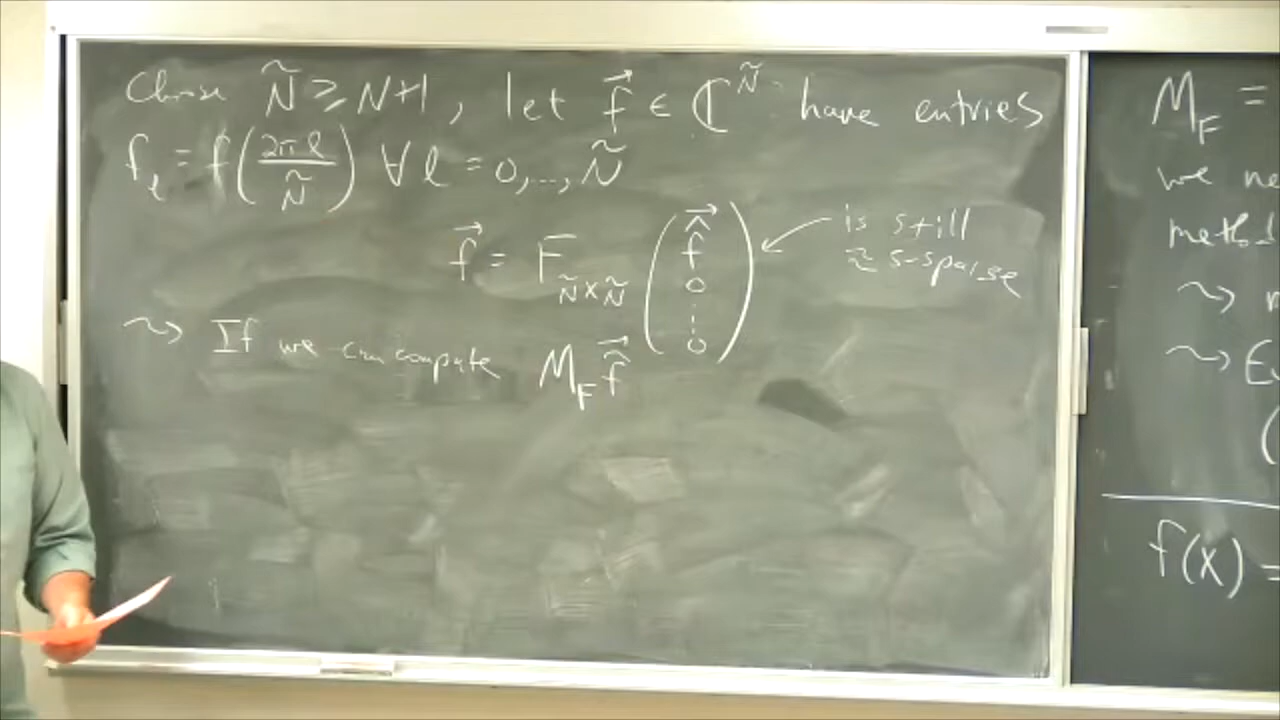 Choose Ñ ≥ N+1, let f⃗ ∈ ℂ^Ñ have entries
f_ℓ = f(2πℓ/Ñ) ∀ ℓ = 0,..,Ñ
f⃗ = F_{Ñ×Ñ} (f̂⃗ 0 ⋮ 0) ← is still
≈ s-sparse
⇝ If we can compute M_F f̂⃗
M_F =
we ne
method
⇝
⇝ E
(
f(x) =